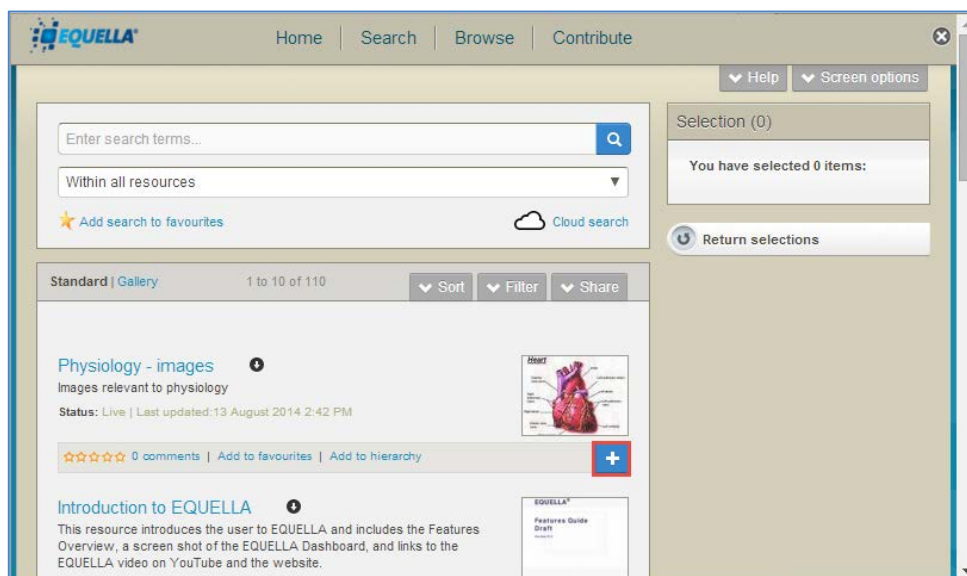 EQUELLA
Home | Search | Browse | Contribute
Help
Screen options
Enter search terms...
Within all resources
Add search to favourites
Cloud search
Selection (0)
You have selected 0 items:
Return selections
Standard | Gallery
1 to 10 of 110
Sort
Filter
Share
Physiology - images
Images relevant to physiology
Status: Live | Last updated:13 August 2014 2:42 PM
Heart
0 comments | Add to favourites | Add to hierarchy
Introduction to EQUELLA
This resource introduces the user to EQUELLA and includes the Features
Overview, a screen shot of the EQUELLA Dashboard, and links to the
EQUELLA video on YouTube and the website.
EQUELLA
Features Guide
Draft